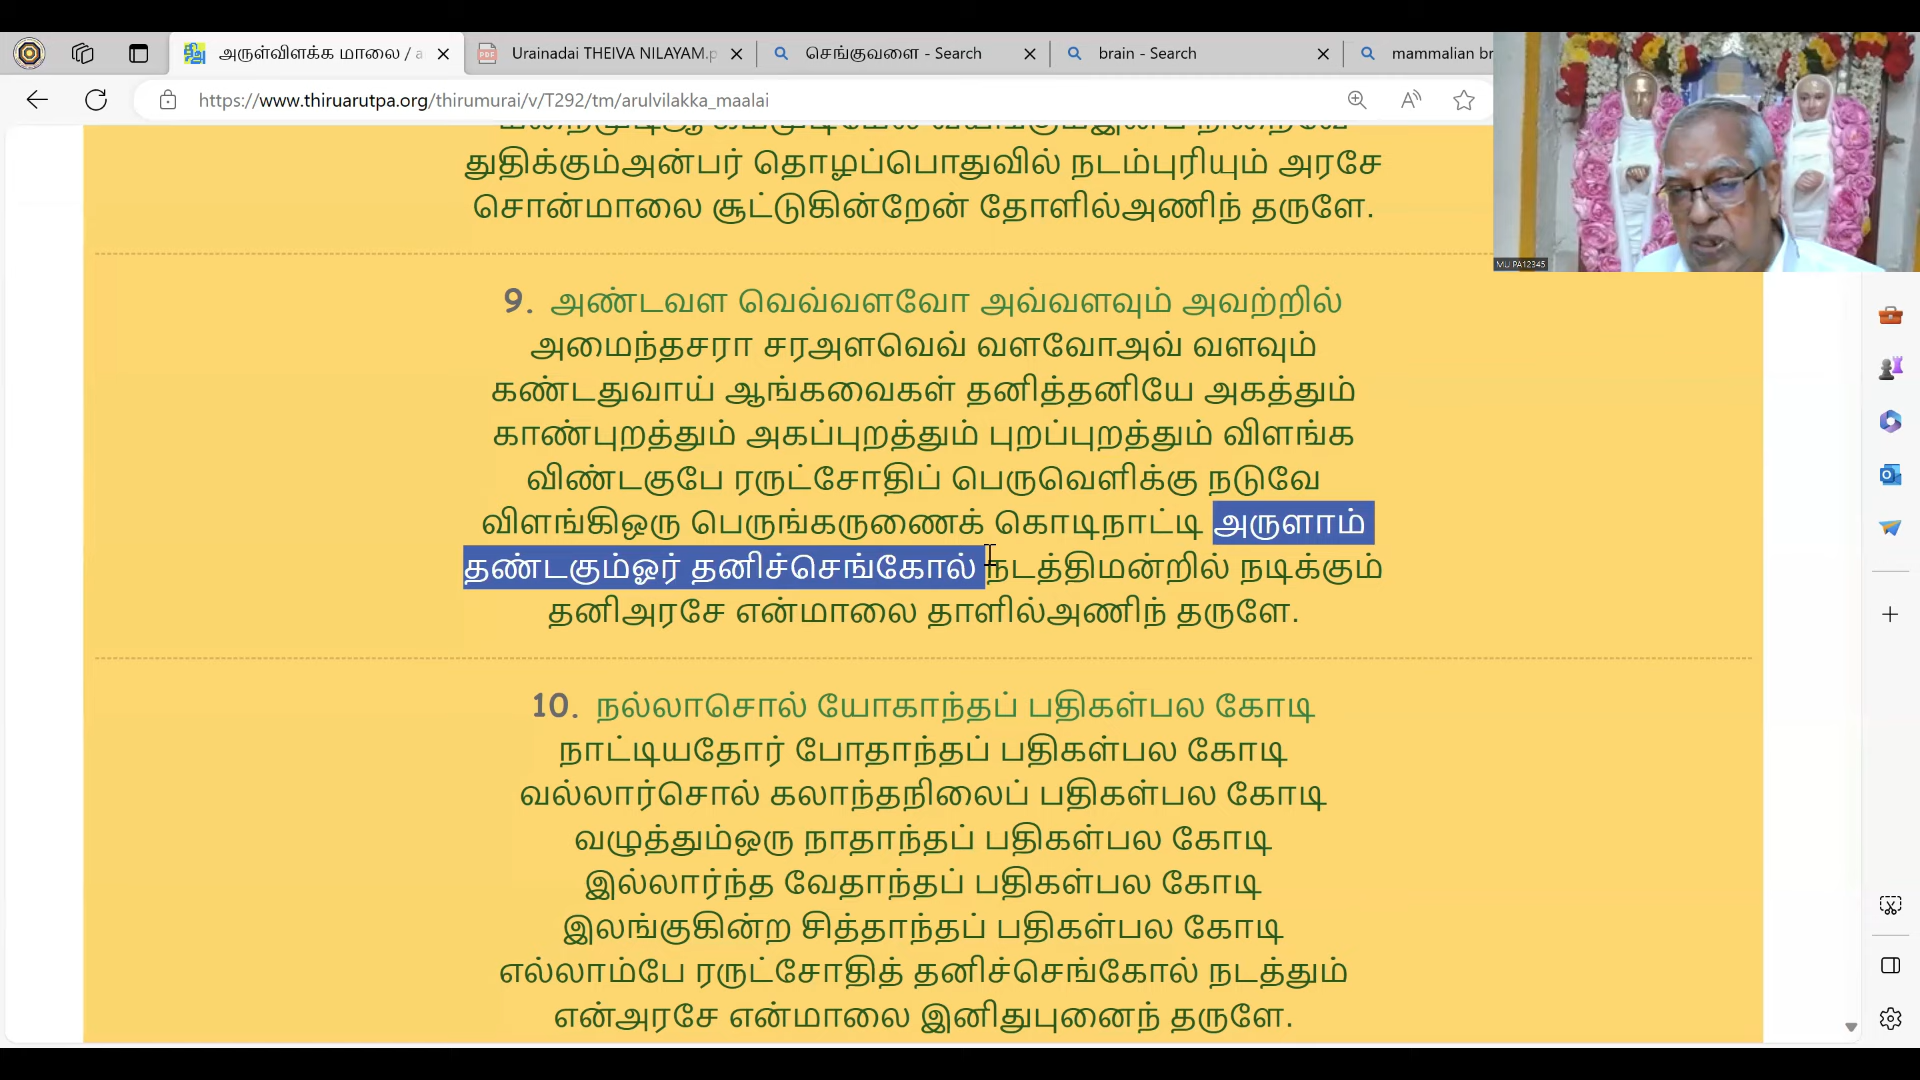 அருள்விளக்க மாலை / a
Urainadai THEIVA NILAYAM.p
செங்குவளை - Search
brain - Search
mammalian br
https://www.thiruarutpa.org/thirumurai/v/T292/tm/arulvilakka_maalai
துதிக்கும்அன்பர் தொழப்பொதுவில் நடம்புரியும் அரசே
சொன்மாலை சூட்டுகின்றேன் தோளில்அணிந் தருளே.
MU PA12345
9. அண்டவள வெவ்வளவோ அவ்வளவும் அவற்றில்
அமைந்தசரா சரஅளவெவ் வளவோஅவ் வளவும்
கண்டதுவாய் ஆங்கவைகள் தனித்தனியே அகத்தும்
காண்புறத்தும் அகப்புறத்தும் புறப்புறத்தும் விளங்க
விண்டகுபே ரருட்சோதிப் பெருவெளிக்கு நடுவே
விளங்கிஒரு பெருங்கருணைக் கொடிநாட்டி அருளாம்
தண்டகும்ஓர் தனிச்செங்கோல் நடத்திமன்றில் நடிக்கும்
தனிஅரசே என்மாலை தாளில்அணிந் தருளே.
10. நல்லாசொல் யோகாந்தப் பதிகள்பல கோடி
நாட்டியதோர் போதாந்தப் பதிகள்பல கோடி
வல்லார்சொல் கலாந்தநிலைப் பதிகள்பல கோடி
வழுத்தும்ஒரு நாதாந்தப் பதிகள்பல கோடி
இல்லார்ந்த வேதாந்தப் பதிகள்பல கோடி
இலங்குகின்ற சித்தாந்தப் பதிகள்பல கோடி
எல்லாம்பே ரருட்சோதித் தனிச்செங்கோல் நடத்தும்
என்அரசே என்மாலை இனிதுபுனைந் தருளே.